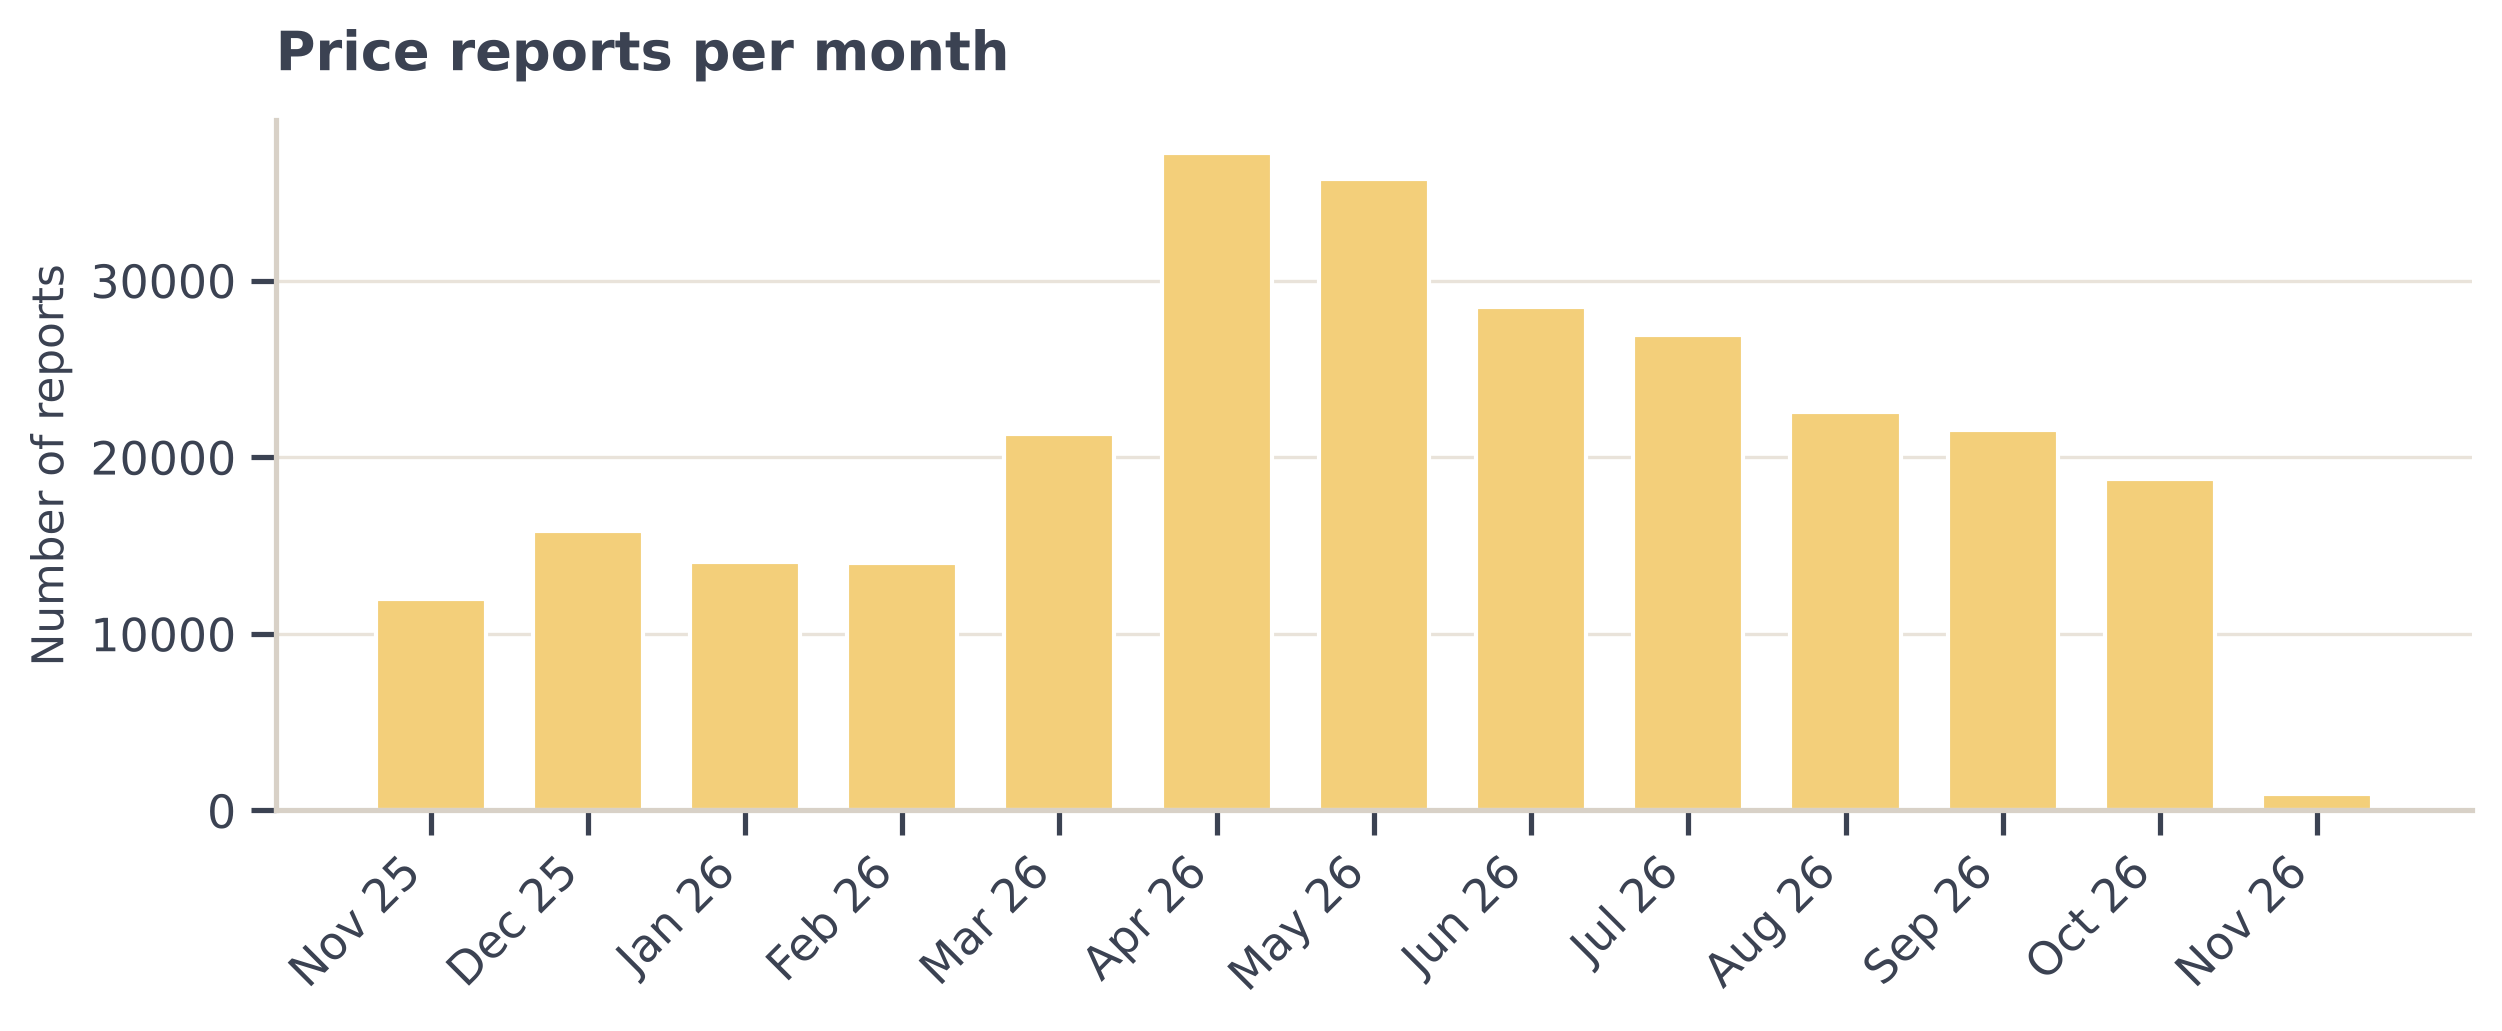 Price reports per month
Number of reports
30000
20000
10000
0
Nov 25
Dec 25
Jan 26
Feb 26
Mar 26
Apr 26
May 26
Jun 26
Jul 26
Aug 26
Sep 26
Oct 26
Nov 26